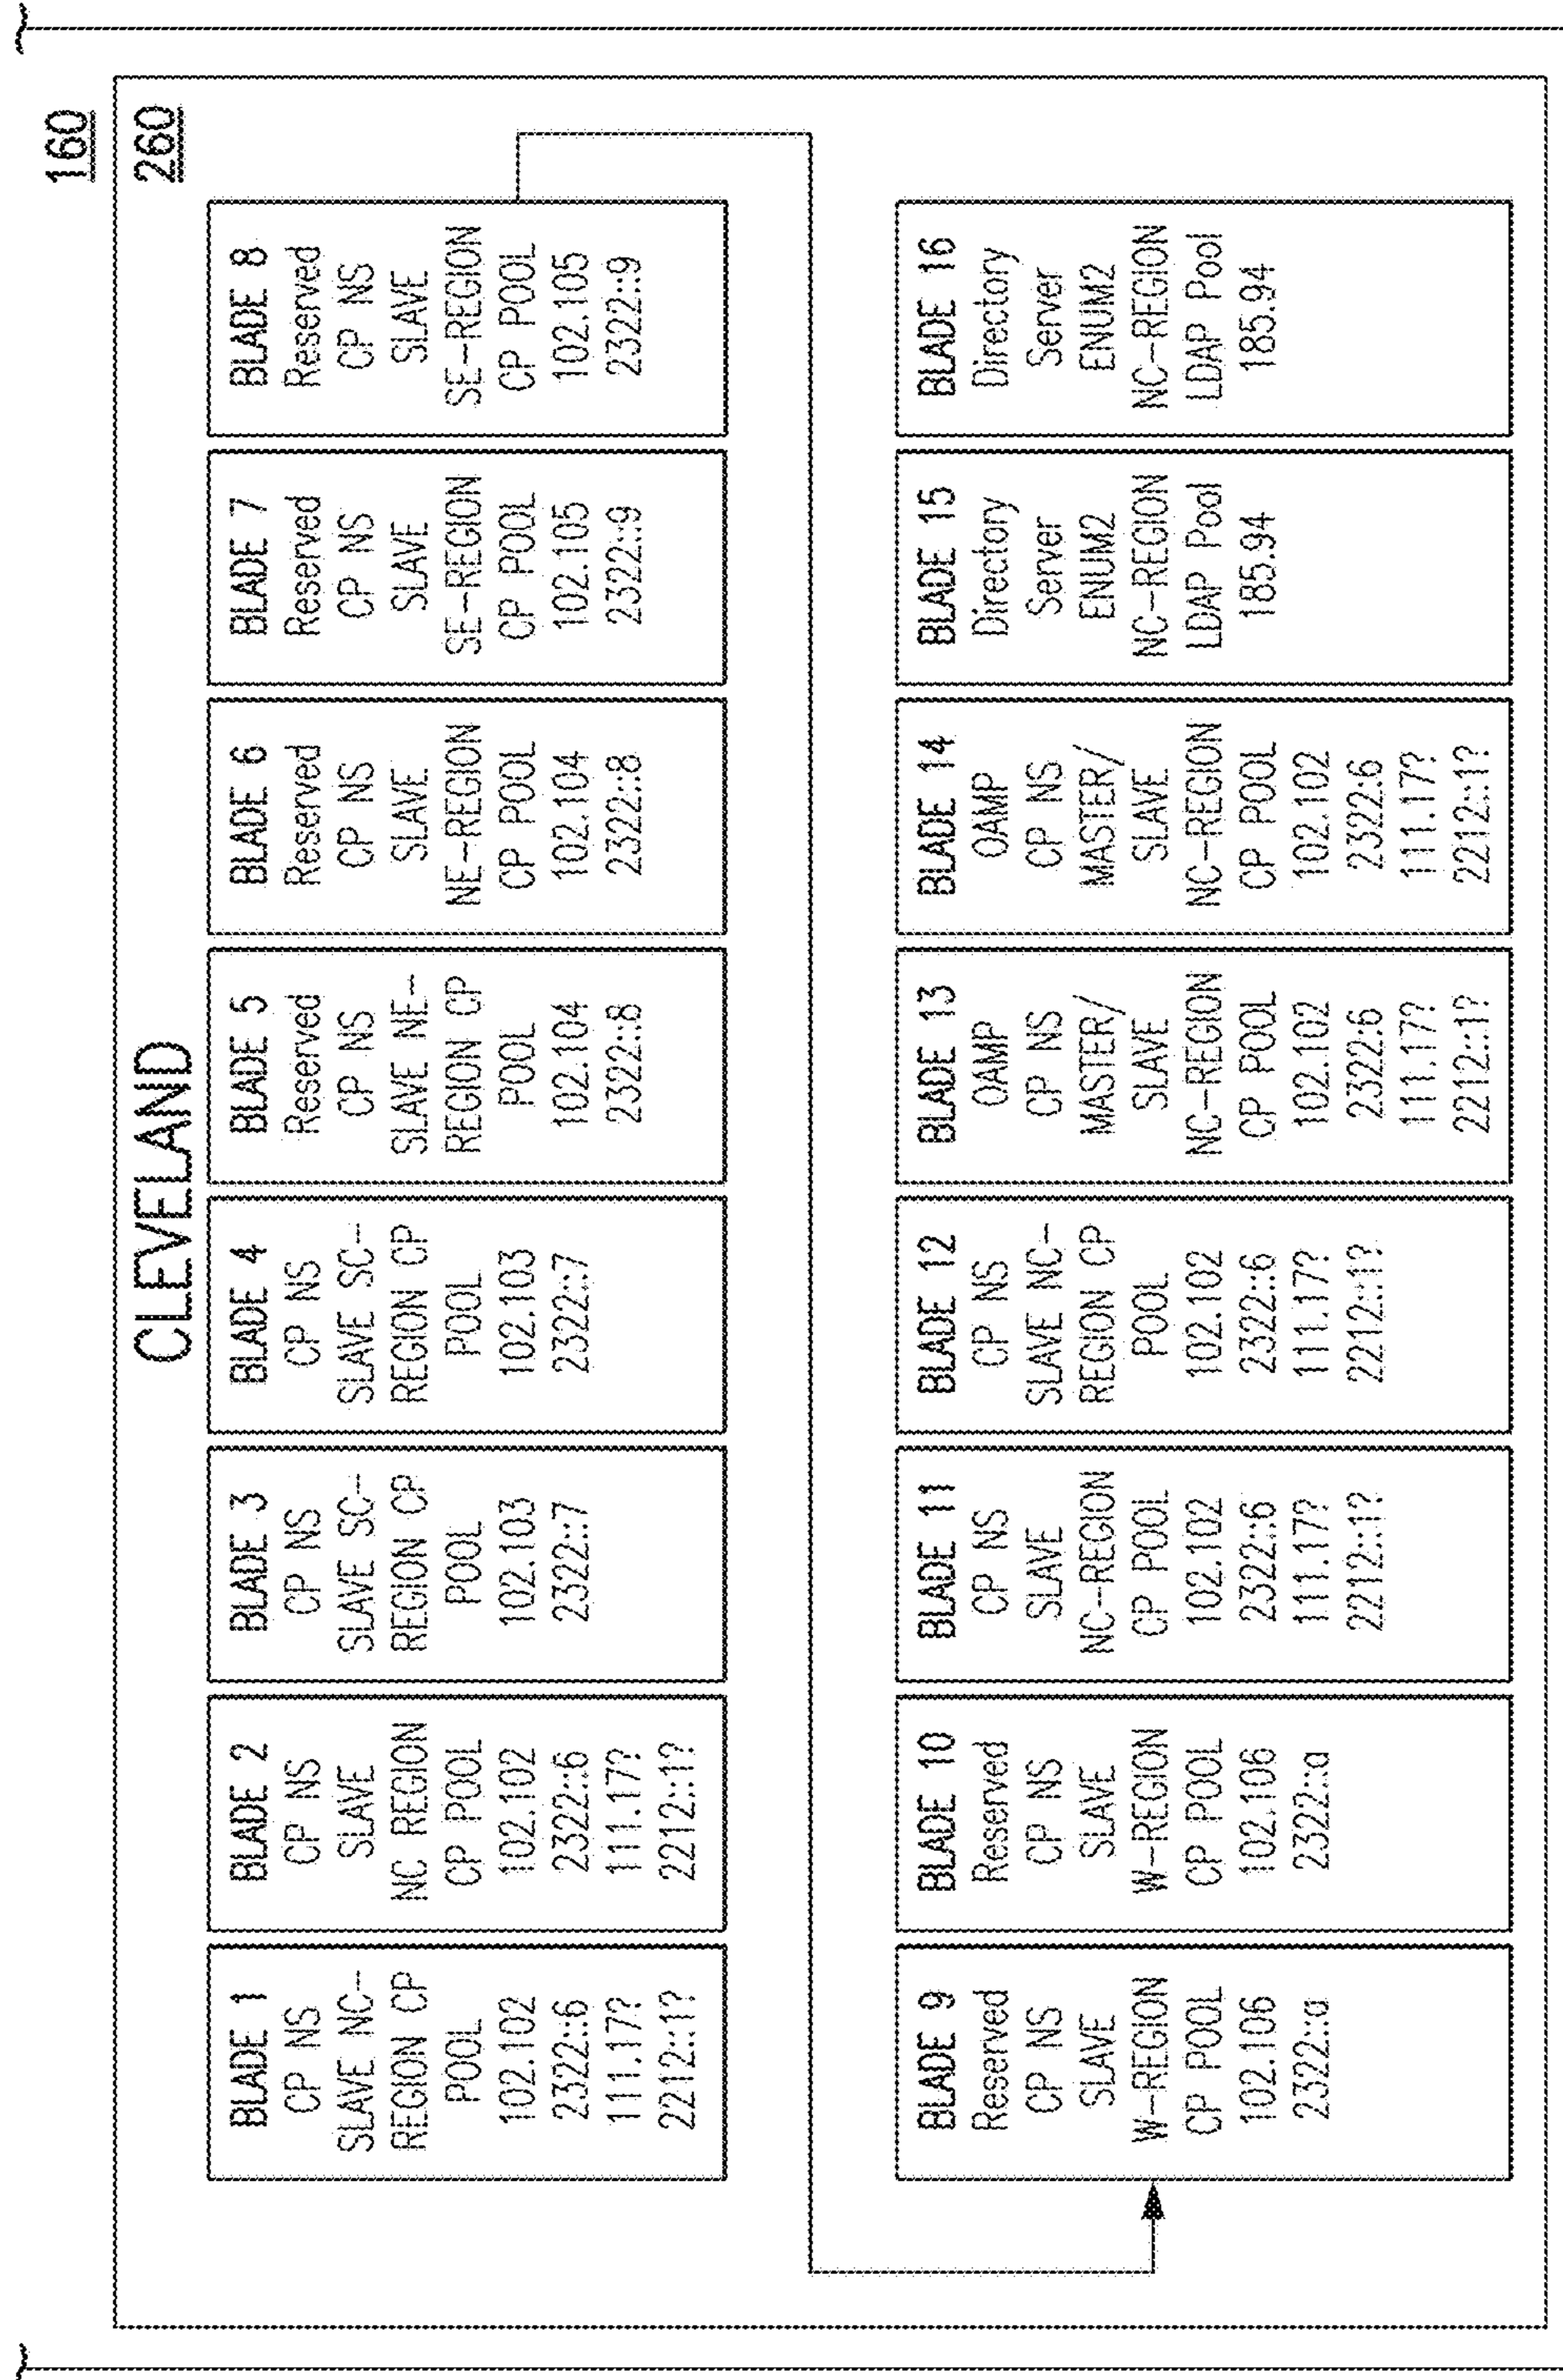 160
260
CLEVELAND
BLADE 1
CP NS
SLAVE NC-
REGION CP
POOL
102.102
2322::6
111.17?
2212::1?
BLADE 2
CP NS
SLAVE
NC REGION
CP POOL
102.102
2322::6
111.17?
2212::1?
BLADE 3
CP NS
SLAVE SC-
REGION CP
POOL
102.103
2322::7
BLADE 4
CP NS
SLAVE SC-
REGION CP
POOL
102.103
2322::7
BLADE 5
Reserved
CP NS
SLAVE NE-
REGION CP
POOL
102.104
2322::8
BLADE 6
Reserved
CP NS
SLAVE
NE-REGION
CP POOL
102.104
2322::8
BLADE 7
Reserved
CP NS
SLAVE
SE-REGION
CP POOL
102.105
2322::9
BLADE 8
Reserved
CP NS
SLAVE
SE-REGION
CP POOL
102.105
2322::9
BLADE 9
Reserved
CP NS
SLAVE
W-REGION
CP POOL
102.106
2322::a
BLADE 10
Reserved
CP NS
SLAVE
W-REGION
CP POOL
102.106
2322::a
BLADE 11
CP NS
SLAVE
NC-REGION
CP POOL
102.102
2322::6
111.17?
2212::1?
BLADE 12
CP NS
SLAVE NC-
REGION CP
POOL
102.102
2322::6
111.17?
2212::1?
BLADE 13
OAMP
CP NS
MASTER/
SLAVE
NC-REGION
CP POOL
102.102
2322:6
111.17?
2212::1?
BLADE 14
OAMP
CP NS
MASTER/
SLAVE
NC-REGION
CP POOL
102.102
2322:6
111.17?
2212::1?
BLADE 15
Directory
Server
ENUM2
NC-REGION
LDAP Pool
185.94
BLADE 16
Directory
Server
ENUM2
NC-REGION
LDAP Pool
185.94